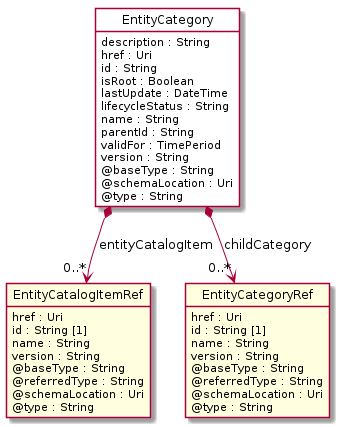 EntityCategory
description : String
href : Uri
id : String
isRoot : Boolean
lastUpdate : DateTime
lifecycleStatus : String
name : String
parentId : String
validFor : TimePeriod
version : String
@baseType : String
@schemaLocation : Uri
@type : String
entityCatalogItem
childCategory
0..*
0..*
EntityCatalogItemRef
href : Uri
id : String [1]
name : String
version : String
@baseType : String
@referredType : String
@schemaLocation : Uri
@type : String
EntityCategoryRef
href : Uri
id : String [1]
name : String
version : String
@baseType : String
@referredType : String
@schemaLocation : Uri
@type : String